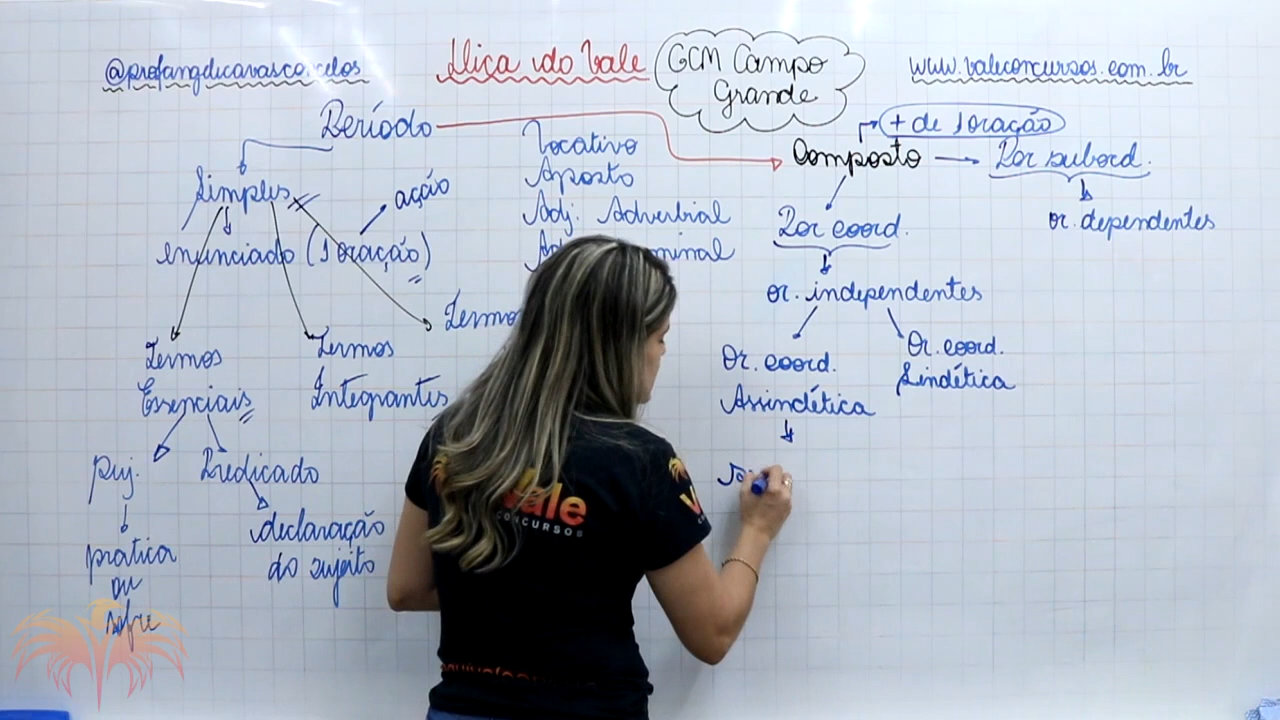 @profangelicavasconcelos
Dica do Vale
GCM Campo
Grande
www.valeconcursos.com.br
Período
Simples
ação
enunciado (1 oração)
Termos
Essenciais
Termos
Integrantes
Termos
Suj.
Predicado
pratica
ou
sofre
declaração
do sujeito
Vocativo
Aposto
Adj. Adverbial
Composto
+ de 1 oração
Por subord.
or. dependentes
Por coord.
or. independentes
Or. coord.
Assindética
Or. coord.
Sindética
Vale
CONCURSOS